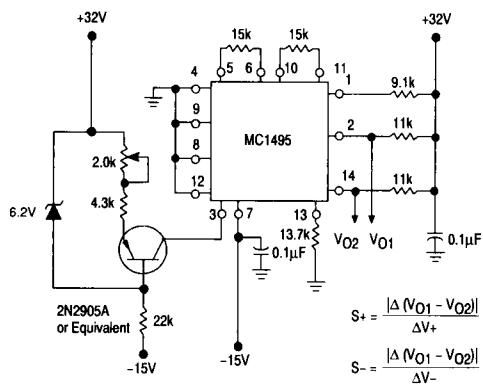 +32V
+32V
15k
15k
4
5
6
10
11
1
9.1k
9
MC1495
2
11k
8
2.0k
12
14
11k
6.2V
4.3k
3
7
13
13.7k
0.1μF
VO2
VO1
0.1μF
2N2905A
or Equivalent
22k
–15V
–15V
S+ = |Δ (VO1 - VO2)| / ΔV+
S– = |Δ (VO1 - VO2)| / ΔV–